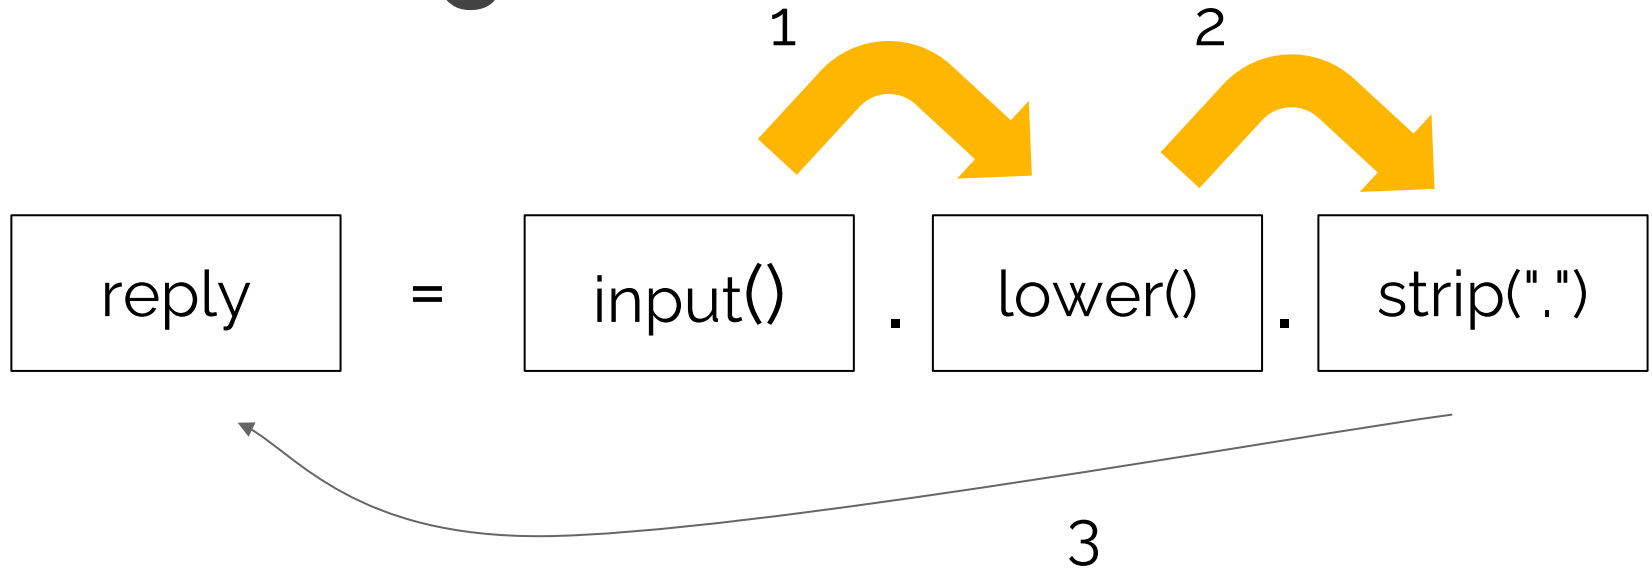 1 2
reply = input() . lower() . strip(".")
3